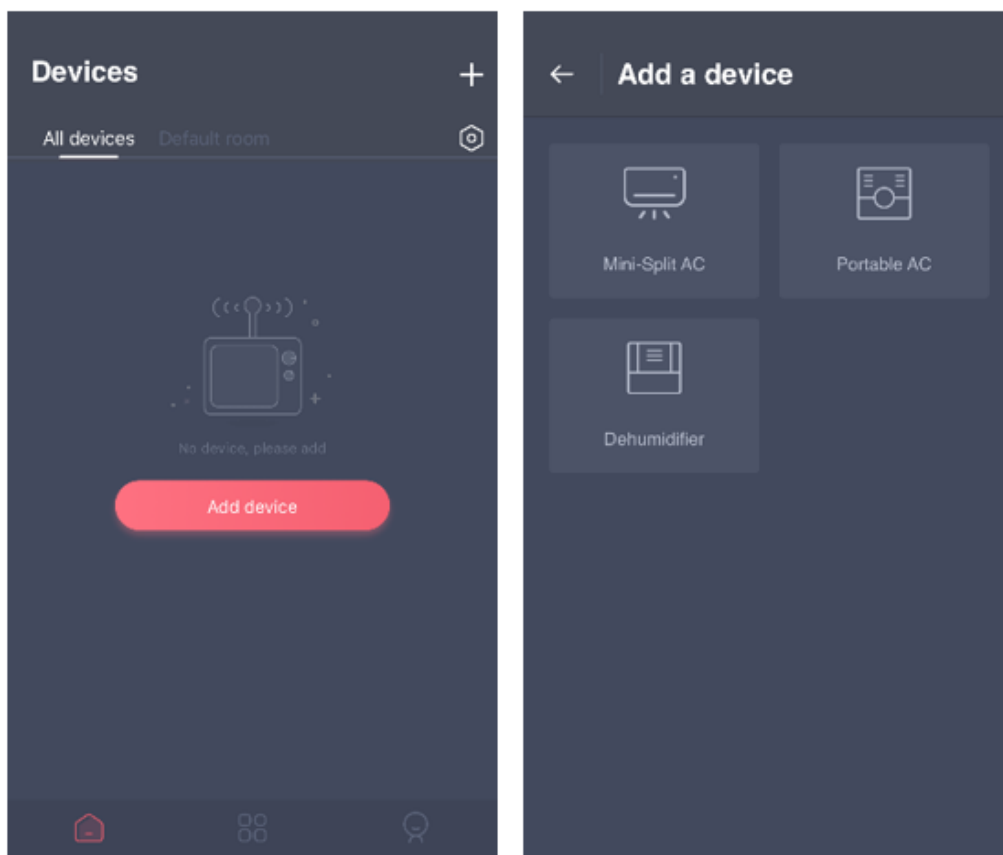 Devices
All devices Default room
No device, please add
Add device
Add a device
Mini-Split AC
Portable AC
Dehumidifier